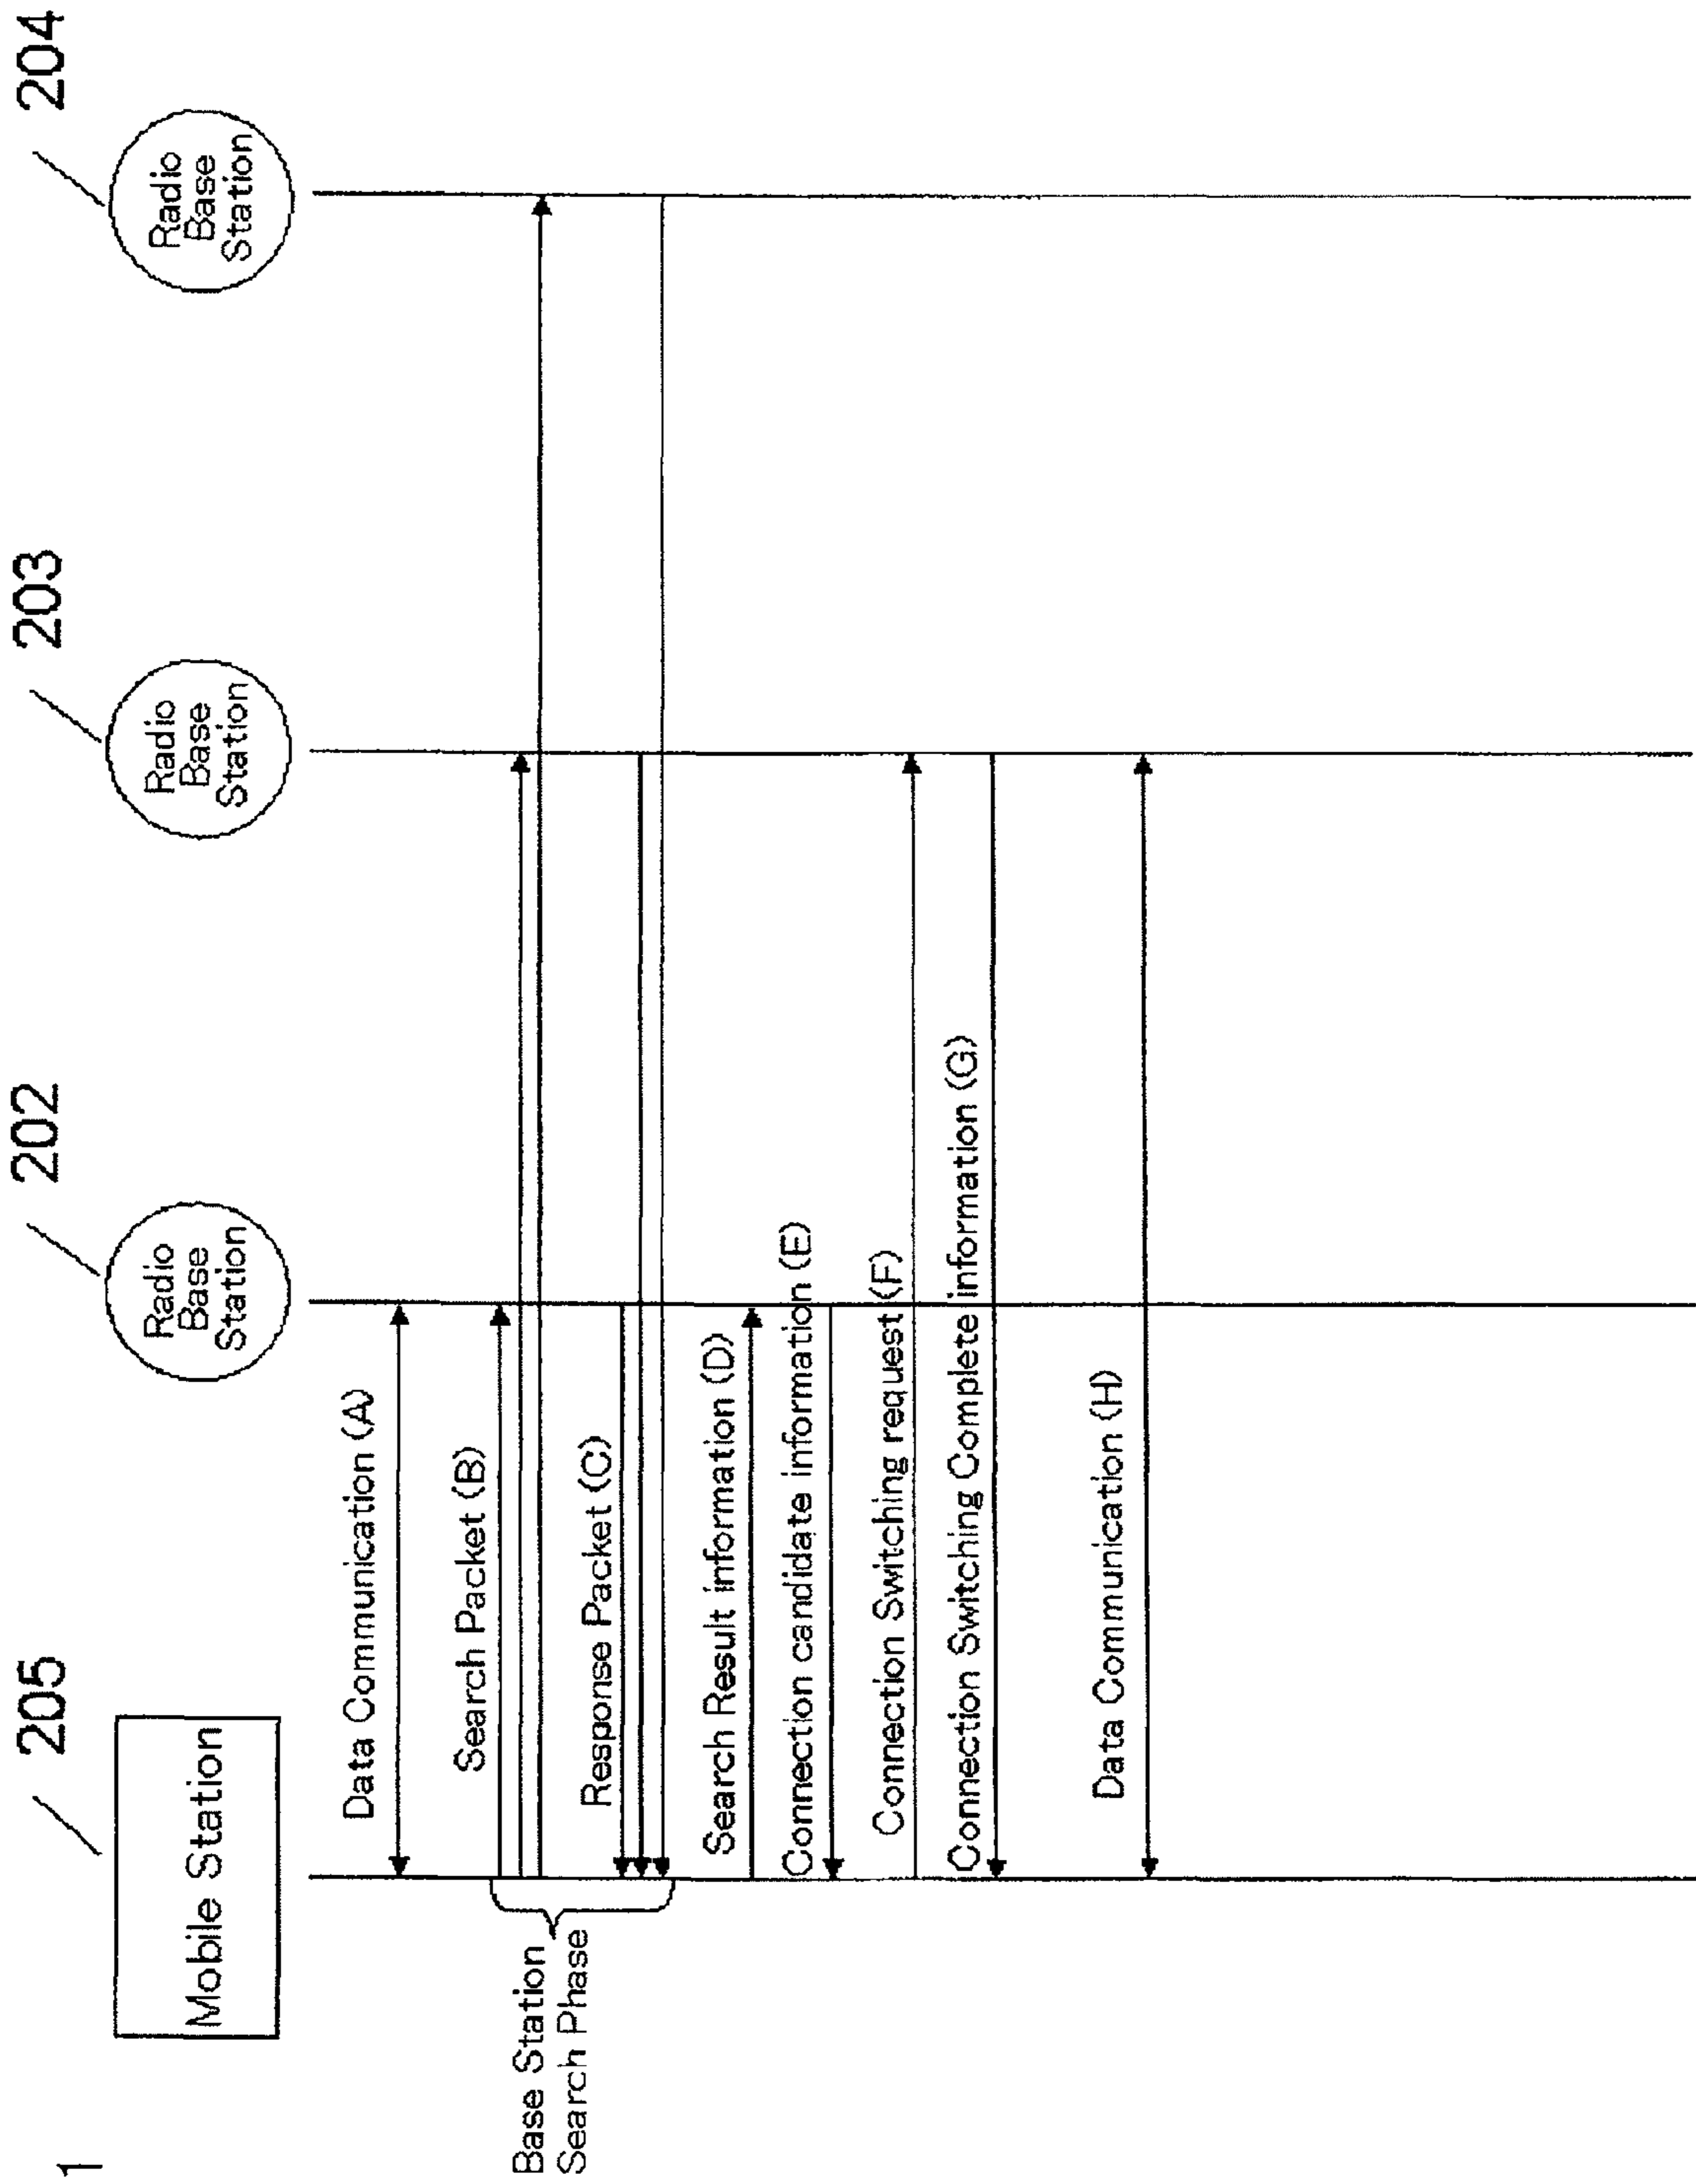 1
205
202
203
204
Mobile Station
Radio
Base
Station
Radio
Base
Station
Radio
Base
Station
Data Communication (A)
Search Packet (B)
Base Station
Search Phase
Response Packet (C)
Search Result information (D)
Connection candidate information (E)
Connection Switching request (F)
Connection Switching Complete information (G)
Data Communication (H)